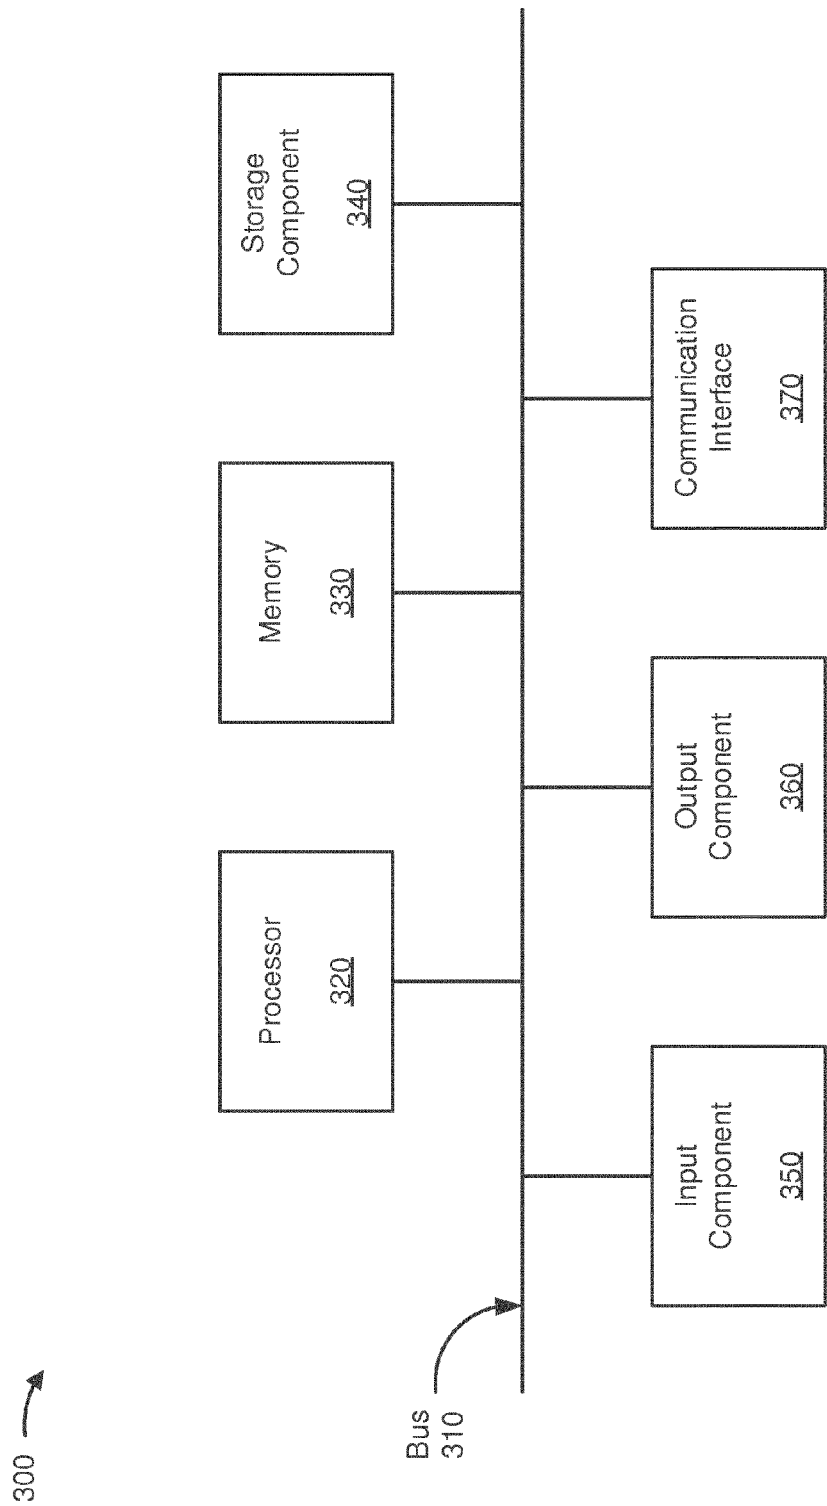 300
Bus
310
Processor
320
Memory
330
Storage
Component
340
Input
Component
350
Output
Component
360
Communication
Interface
370